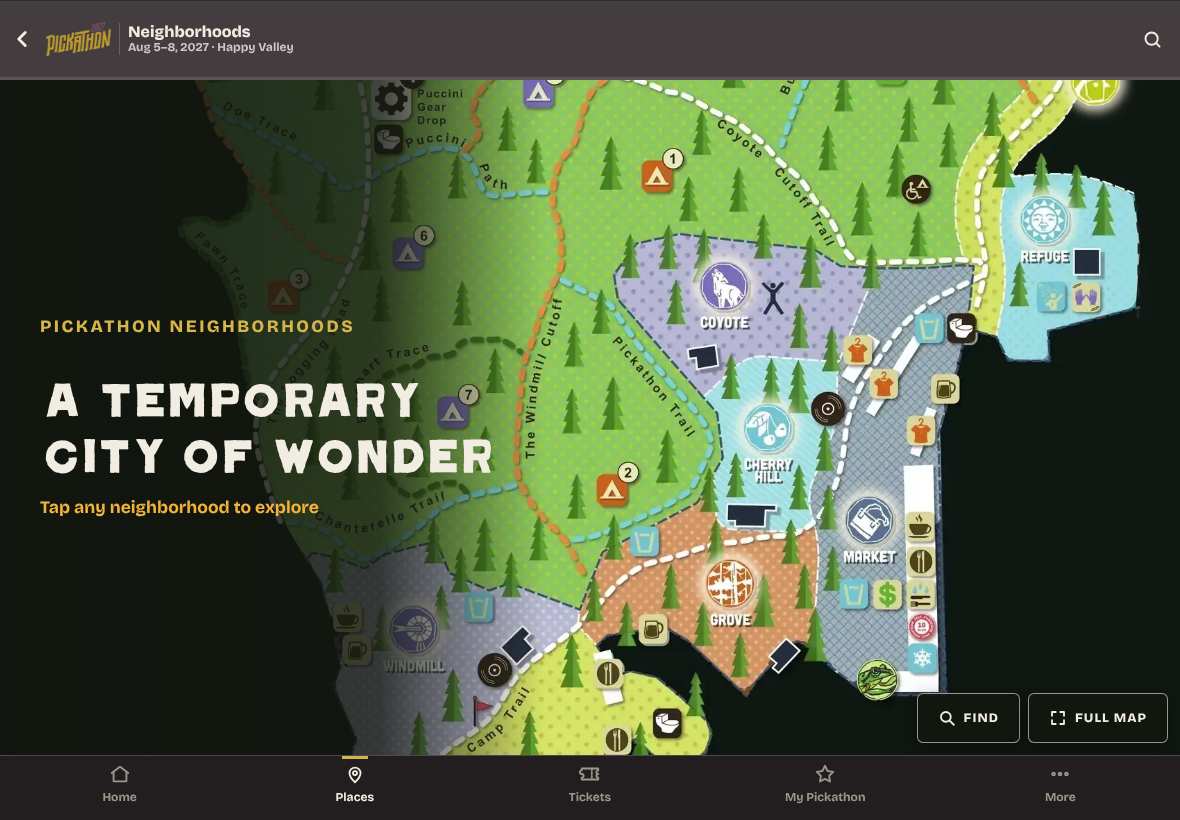 PICKATHON
Neighborhoods
Aug 5–8, 2027 · Happy Valley
Puccini
Gear
Drop
Doe Trace
Puccini Path
Coyote Cutoff Trail
1
6
Fawn Trace
3
REFUGE
COYOTE
PICKATHON NEIGHBORHOODS
A TEMPORARY
CITY OF WONDER
Tap any neighborhood to explore
The Windmill Cutoff
Pickathon Trail
7
2
CHERRY
HILL
Chanterelle Trail
MARKET
GROVE
WINDMILL
Camp Trail
FIND
FULL MAP
Home
Places
Tickets
My Pickathon
More